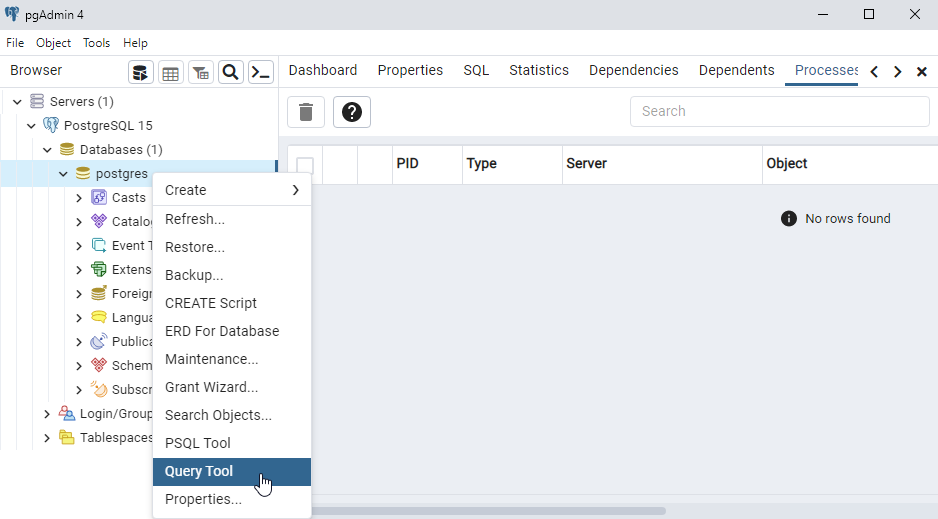 pgAdmin 4
File Object Tools Help
Browser
Dashboard Properties SQL Statistics Dependencies Dependents Processes
Search
Servers (1)
PostgreSQL 15
Databases (1)
postgres
Casts
Catalo
Event T
Extens
Foreign
Langua
Publica
Schem
Subscr
Login/Group
Tablespaces
Create
Refresh...
Restore...
Backup...
CREATE Script
ERD For Database
Maintenance...
Grant Wizard...
Search Objects...
PSQL Tool
Query Tool
Properties...
PID Type Server Object
No rows found